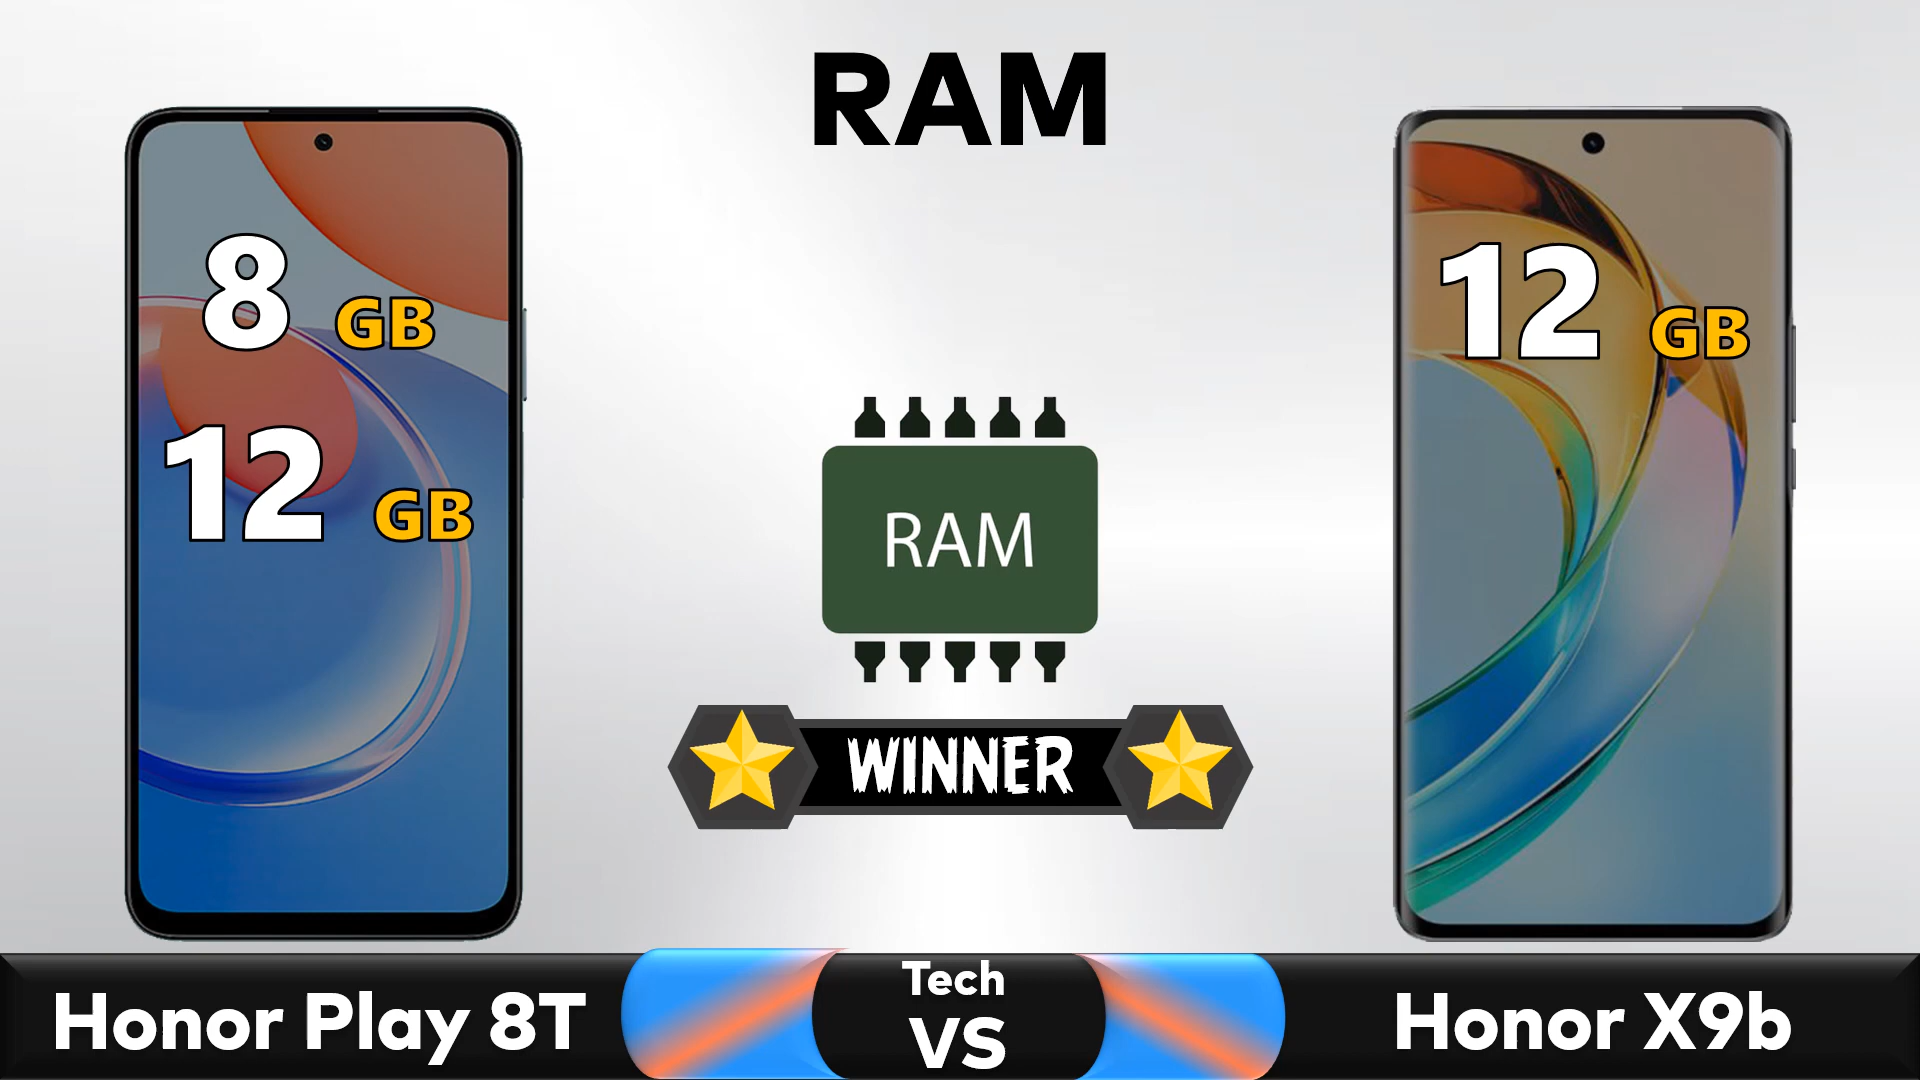 RAM
8 GB
12 GB
12 GB
RAM
WINNER
Honor Play 8T
Tech
VS
Honor X9b